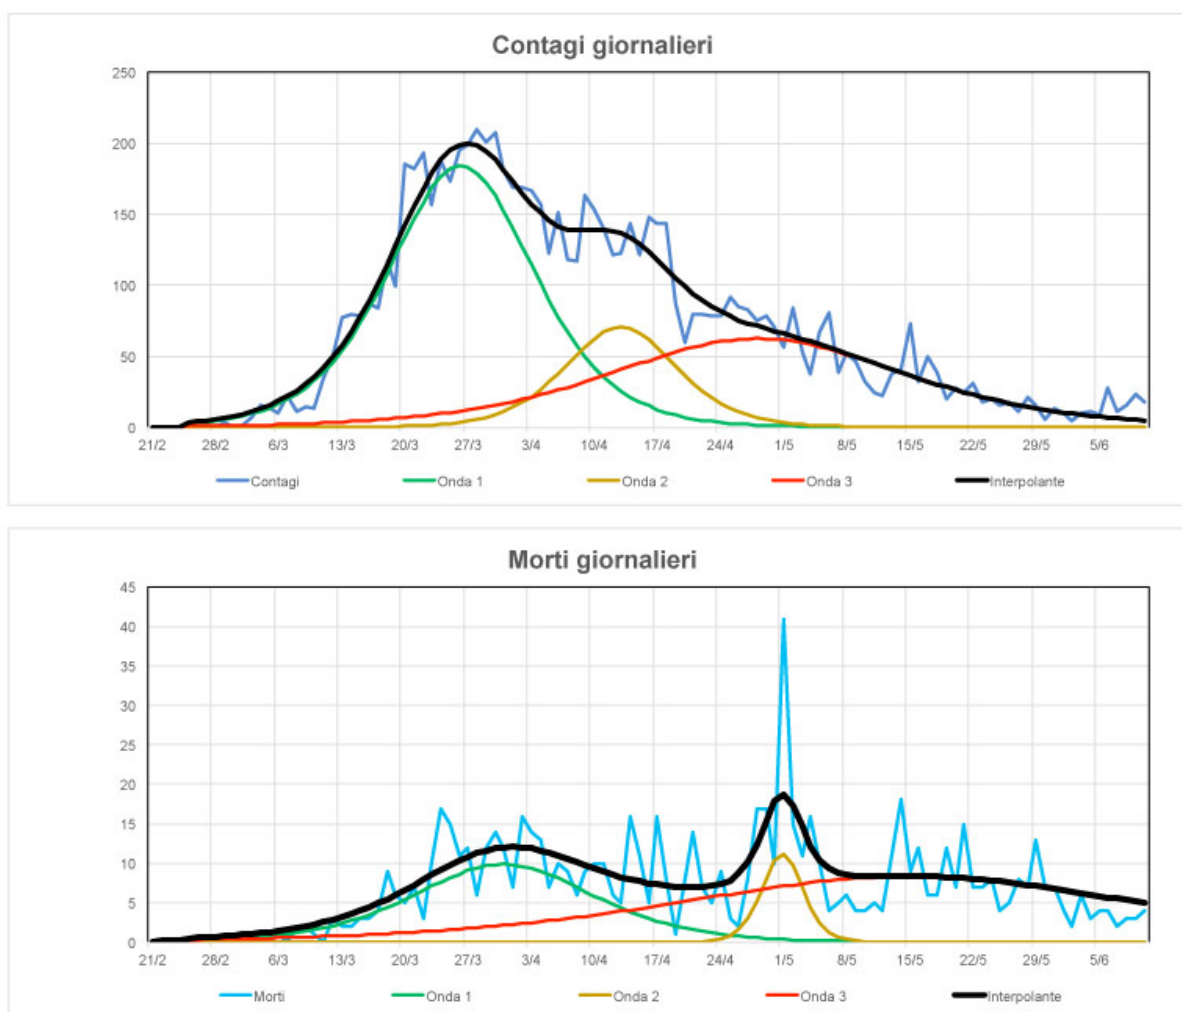 Contagi giornalieri
250
200
150
100
50
0
21/2 28/2 6/3 13/3 20/3 27/3 3/4 10/4 17/4 24/4 1/5 8/5 15/5 22/5 29/5 5/6
Contagi Onda 1 Onda 2 Onda 3 Interpolante
Morti giornalieri
45
40
35
30
25
20
15
10
5
0
21/2 28/2 6/3 13/3 20/3 27/3 3/4 10/4 17/4 24/4 1/5 8/5 15/5 22/5 29/5 5/6
Morti Onda 1 Onda 2 Onda 3 Interpolante